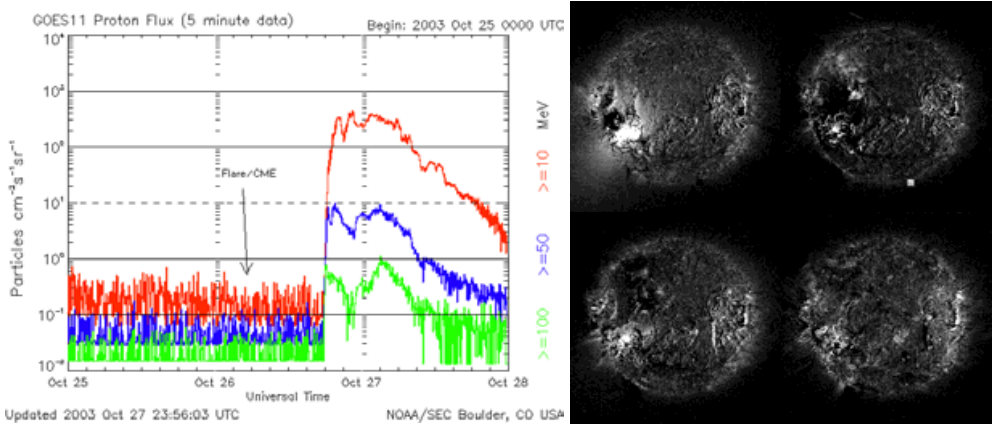 GOES11 Proton Flux (5 minute data)
Begin: 2003 Oct 25 0000 UTC
Particles cm⁻²s⁻¹sr⁻¹
10⁴
10³
10²
10¹
10⁰
10⁻¹
10⁻²
Flare/CME
>=10 MeV
>=50
>=100
Oct 25
Oct 26
Oct 27
Oct 28
Universal Time
Updated 2003 Oct 27 23:56:03 UTC
NOAA/SEC Boulder, CO USA